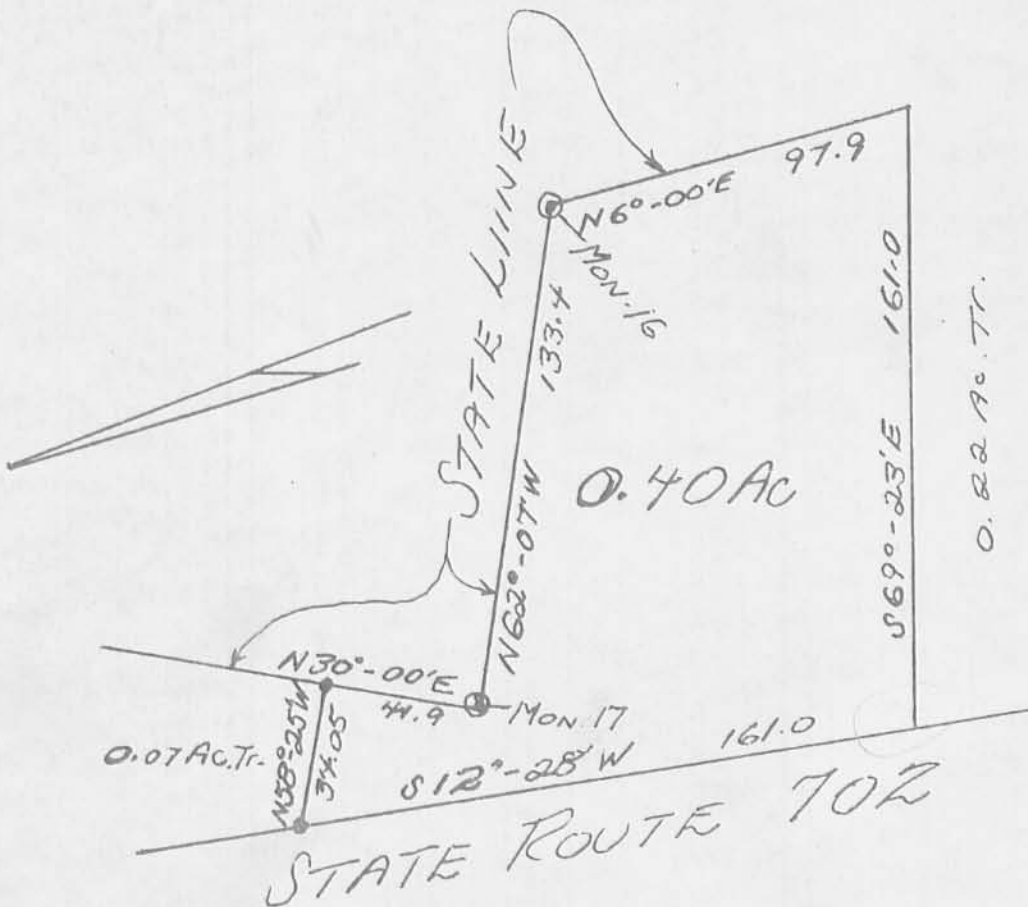 STATE LIINE
97.9
N6°-00'E
MON.16
133.4
N62°-07'W
161.0
S69°-23'E
0.22 Ac. Tr.
0.40 Ac
N30°-00'E
44.9
MON.17
N58°-25'W
34.05
0.07 Ac.Tr.
161.0
S12°-28'W
STATE ROUTE 702